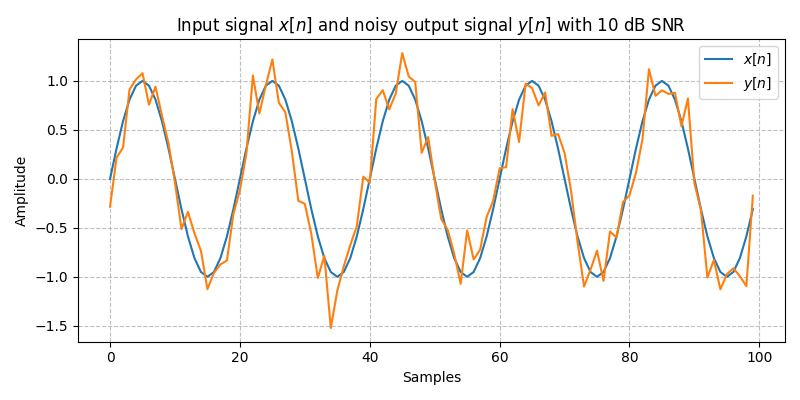 Input signal x[n] and noisy output signal y[n] with 10 dB SNR
x[n]
y[n]
1.0
0.5
0.0
−0.5
−1.0
−1.5
Amplitude
0 20 40 60 80 100
Samples